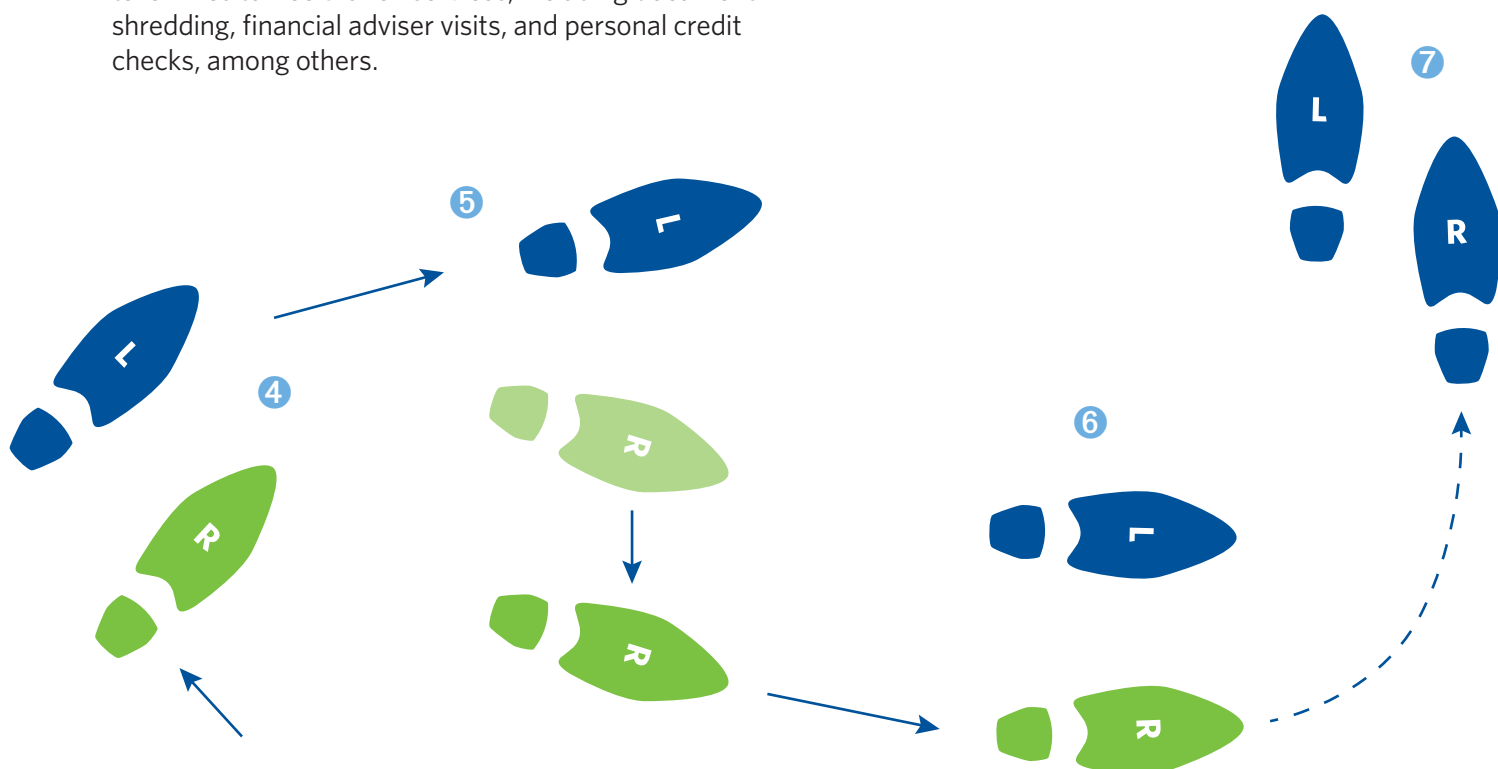 shredding, financial adviser visits, and personal credit
checks, among others.
7
L
5
L
R
L
4
R
6
R
L
R
R